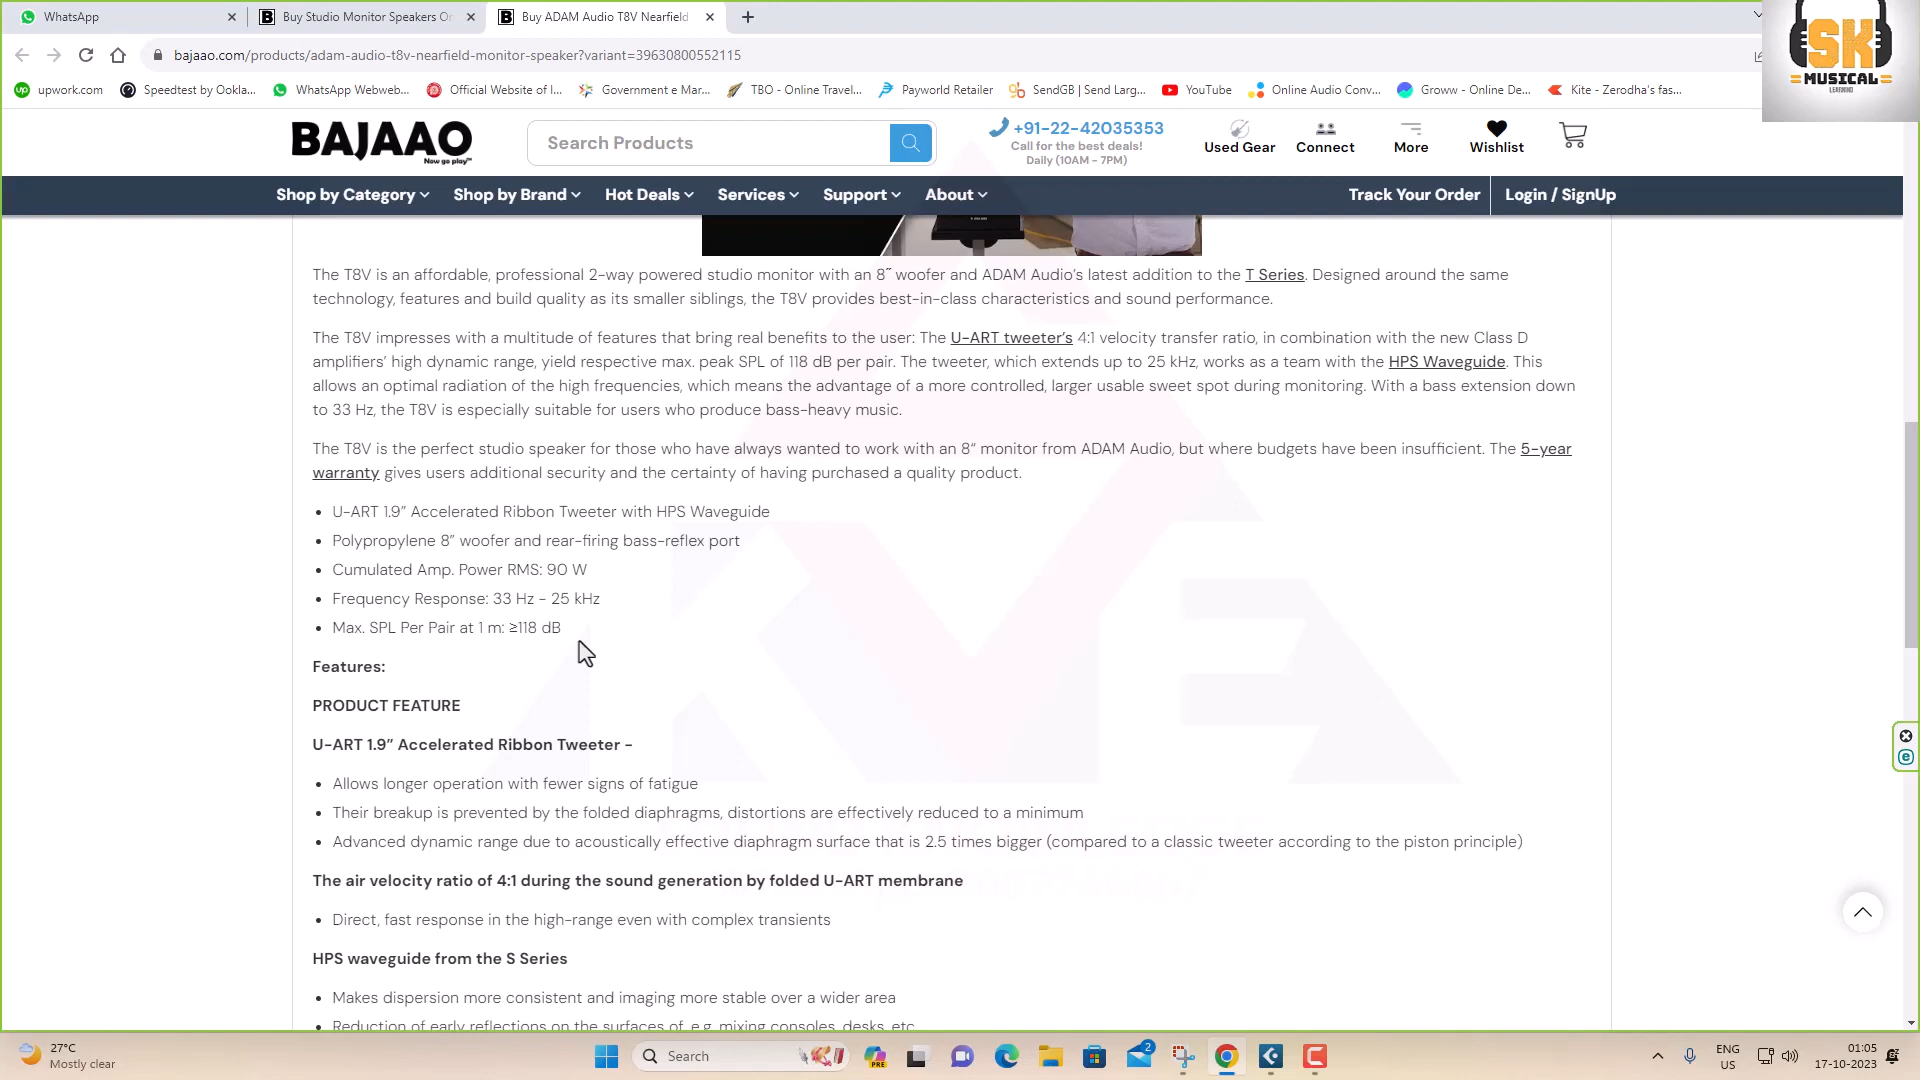 WhatsApp
Buy Studio Monitor Speakers On
Buy ADAM Audio T8V Nearfield
bajaao.com/products/adam-audio-t8v-nearfield-monitor-speaker?variant=39630800552115
upwork.com
Speedtest by Ookla...
WhatsApp Webweb...
Official Website of I...
Government e Mar...
TBO - Online Travel...
Payworld Retailer
SendGB | Send Larg...
YouTube
Online Audio Conv...
Groww - Online De...
Kite - Zerodha's fas...
SK
MUSICAL
LEARNING
BAJAAO
Now go play™
Search Products
+91-22-42035353
Call for the best deals!
Daily (10AM - 7PM)
Used Gear
Connect
More
Wishlist
Shop by Category
Shop by Brand
Hot Deals
Services
Support
About
Track Your Order
Login / SignUp
The T8V is an affordable, professional 2-way powered studio monitor with an 8˝ woofer and ADAM Audio's latest addition to the T Series. Designed around the same
technology, features and build quality as its smaller siblings, the T8V provides best-in-class characteristics and sound performance.
The T8V impresses with a multitude of features that bring real benefits to the user: The U-ART tweeter's 4:1 velocity transfer ratio, in combination with the new Class D
amplifiers' high dynamic range, yield respective max. peak SPL of 118 dB per pair. The tweeter, which extends up to 25 kHz, works as a team with the HPS Waveguide. This
allows an optimal radiation of the high frequencies, which means the advantage of a more controlled, larger usable sweet spot during monitoring. With a bass extension down
to 33 Hz, the T8V is especially suitable for users who produce bass-heavy music.
The T8V is the perfect studio speaker for those who have always wanted to work with an 8“ monitor from ADAM Audio, but where budgets have been insufficient. The 5-year
warranty gives users additional security and the certainty of having purchased a quality product.
• U-ART 1.9” Accelerated Ribbon Tweeter with HPS Waveguide
• Polypropylene 8” woofer and rear-firing bass-reflex port
• Cumulated Amp. Power RMS: 90 W
• Frequency Response: 33 Hz - 25 kHz
• Max. SPL Per Pair at 1 m: ≥118 dB
Features:
PRODUCT FEATURE
U-ART 1.9” Accelerated Ribbon Tweeter -
• Allows longer operation with fewer signs of fatigue
• Their breakup is prevented by the folded diaphragms, distortions are effectively reduced to a minimum
• Advanced dynamic range due to acoustically effective diaphragm surface that is 2.5 times bigger (compared to a classic tweeter according to the piston principle)
The air velocity ratio of 4:1 during the sound generation by folded U-ART membrane
• Direct, fast response in the high-range even with complex transients
HPS waveguide from the S Series
• Makes dispersion more consistent and imaging more stable over a wider area
• Reduction of early reflections on the surfaces of, e.g. mixing consoles, desks, etc
27°C
Mostly clear
Search
PRE
2
ENG
US
01:05
17-10-2023